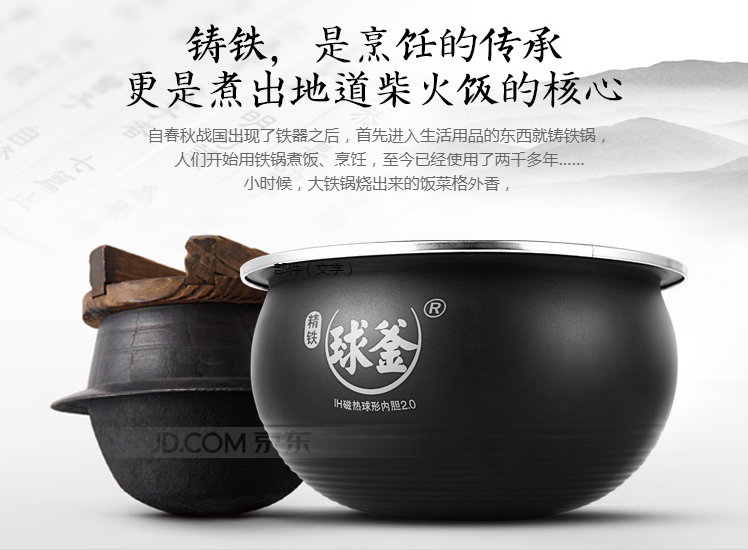 铸铁，是烹饪的传承
更是煮出地道柴火饭的核心
自春秋战国出现了铁器之后，首先进入生活用品的东西就铸铁锅，
人们开始用铁锅煮饭、烹饪，至今已经使用了两千多年......
小时候，大铁锅烧出来的饭菜格外香，
部件（文字）
精铁
球釜®
IH磁热球形内胆2.0
JD.COM 京东